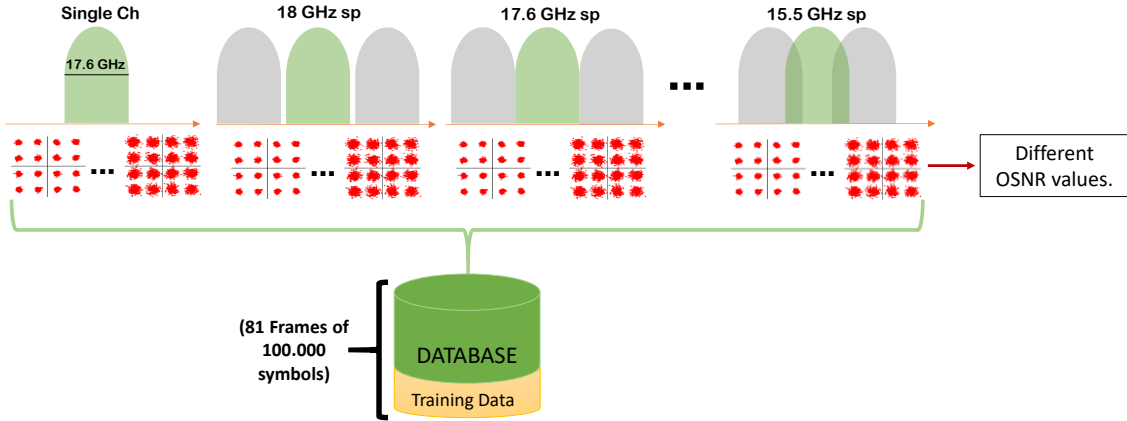 Single Ch
18 GHz sp
17.6 GHz sp
15.5 GHz sp
17.6 GHz
...
... ... ... ...
Different
OSNR values.
(81 Frames of
100.000
symbols)
DATABASE
Training Data